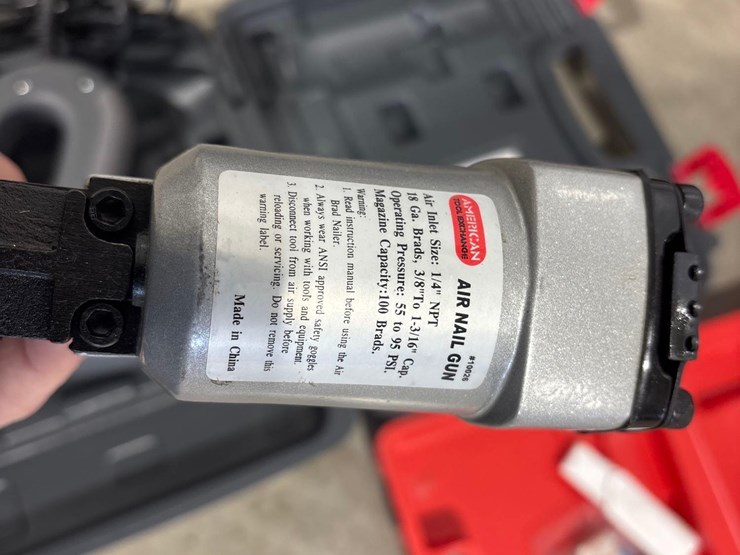 AMERICAN
TOOL EXCHANGE
#10026
AIR NAIL GUN
Air Inlet Size: 1/4" NPT
18 Ga. Brads, 3/8"To 1-3/16" Cap.
Operating Pressure: 55 to 95 PSI.
Magazine Capacity:100 Brads.
Warning:
1. Read instruction manual before using the Air
Brad Nailer.
2. Always wear ANSI approved safety goggles
when working with tools and equipment.
3. Disconnect tool from air supply before
reloading or servicing. Do not remove this
warning label.
Made in China